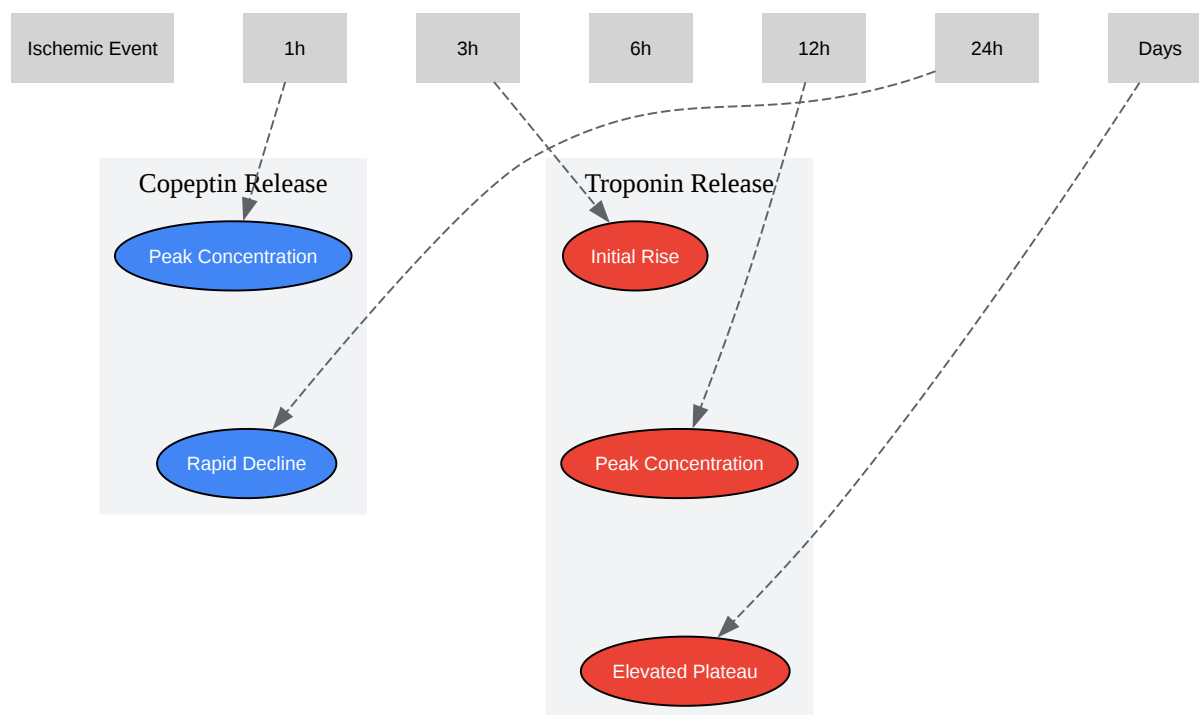 Ischemic Event
1h
3h
6h
12h
24h
Days
Copeptin Release
Troponin Release
Peak Concentration
Initial Rise
Rapid Decline
Peak Concentration
Elevated Plateau